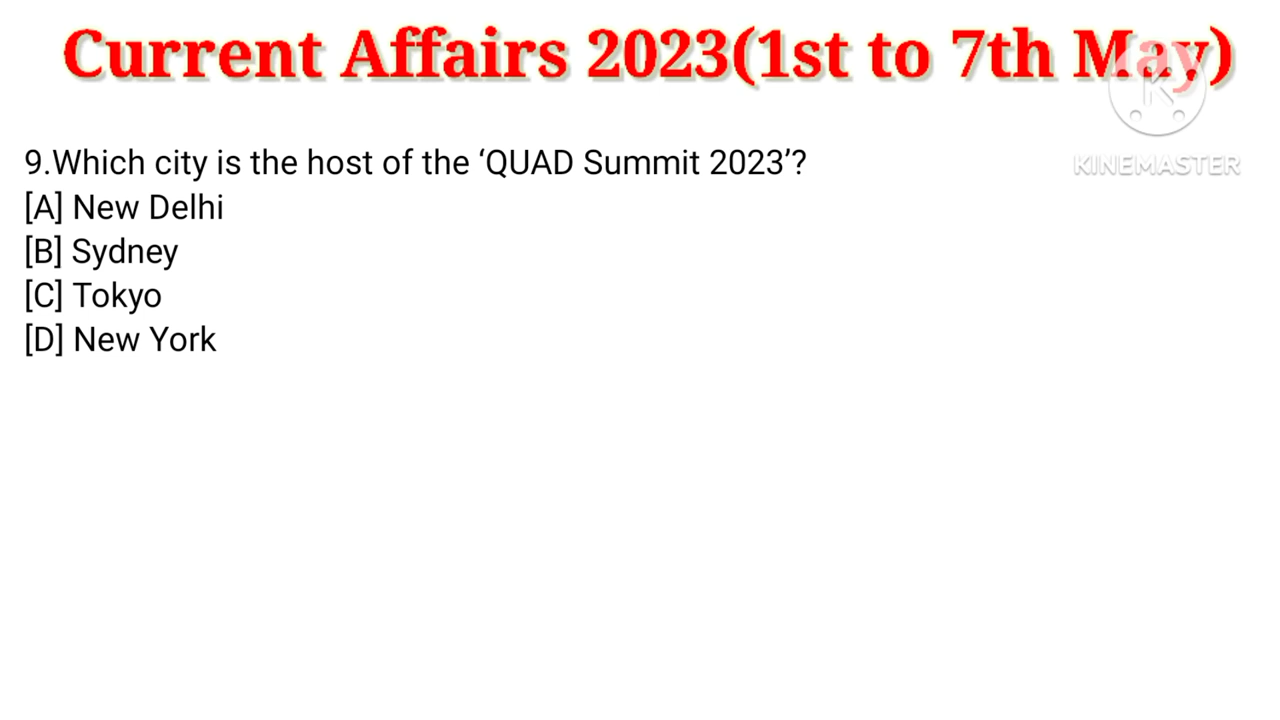 Current Affairs 2023(1st to 7th May)
KINEMASTER
9.Which city is the host of the ‘QUAD Summit 2023’?
[A] New Delhi
[B] Sydney
[C] Tokyo
[D] New York